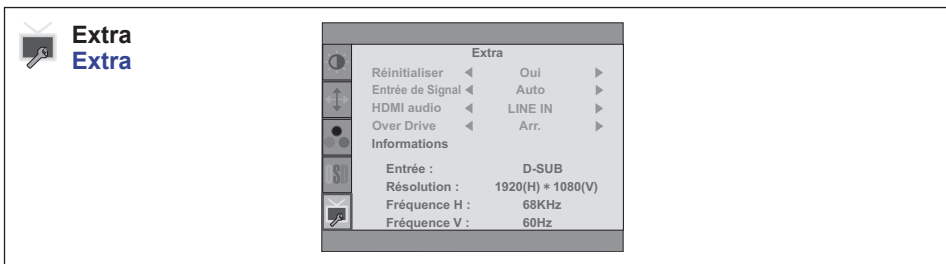 Extra
Extra
Extra
Réinitialiser Oui
Entrée de Signal Auto
HDMI audio LINE IN
Over Drive Arr.
Informations
Entrée : D-SUB
Résolution : 1920(H) * 1080(V)
Fréquence H : 68KHz
Fréquence V : 60Hz
OSD